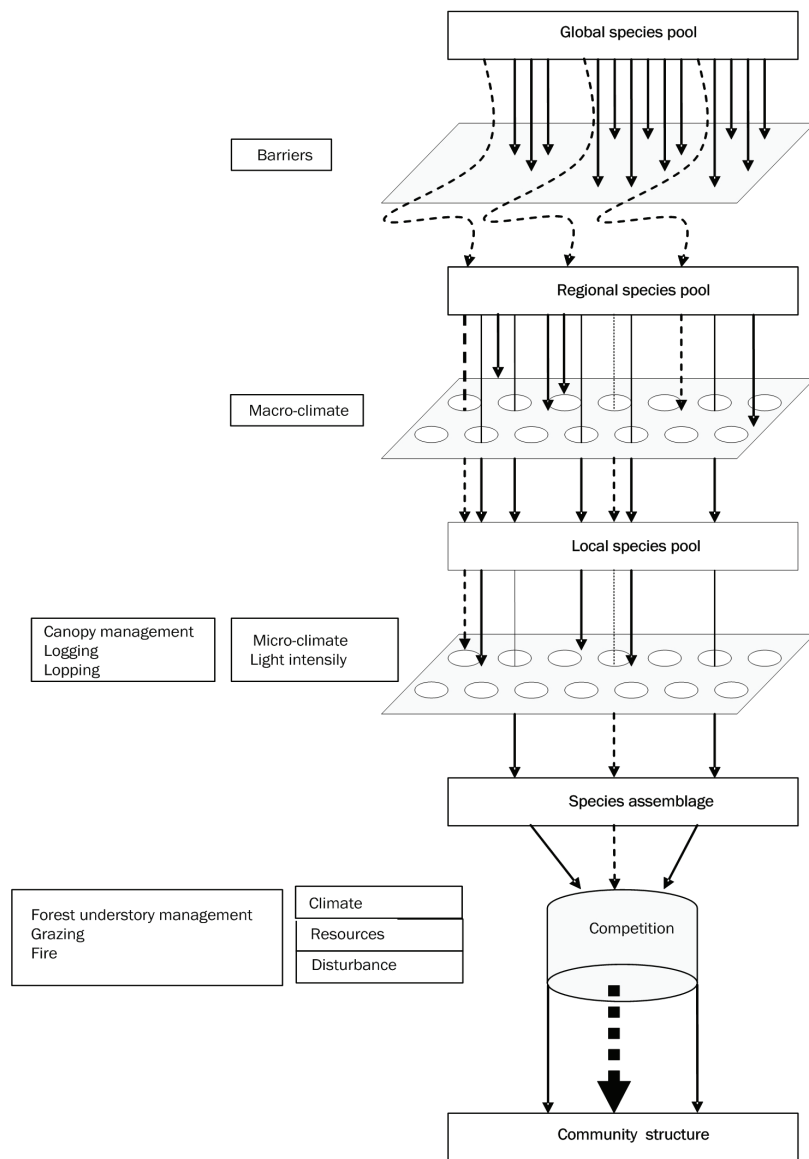 Global species pool
Barriers
Regional species pool
Macro-climate
Local species pool
Canopy management
Logging
Lopping
Micro-climate
Light intensily
Species assemblage
Forest understory management
Grazing
Fire
Climate
Resources
Disturbance
Competition
Community structure